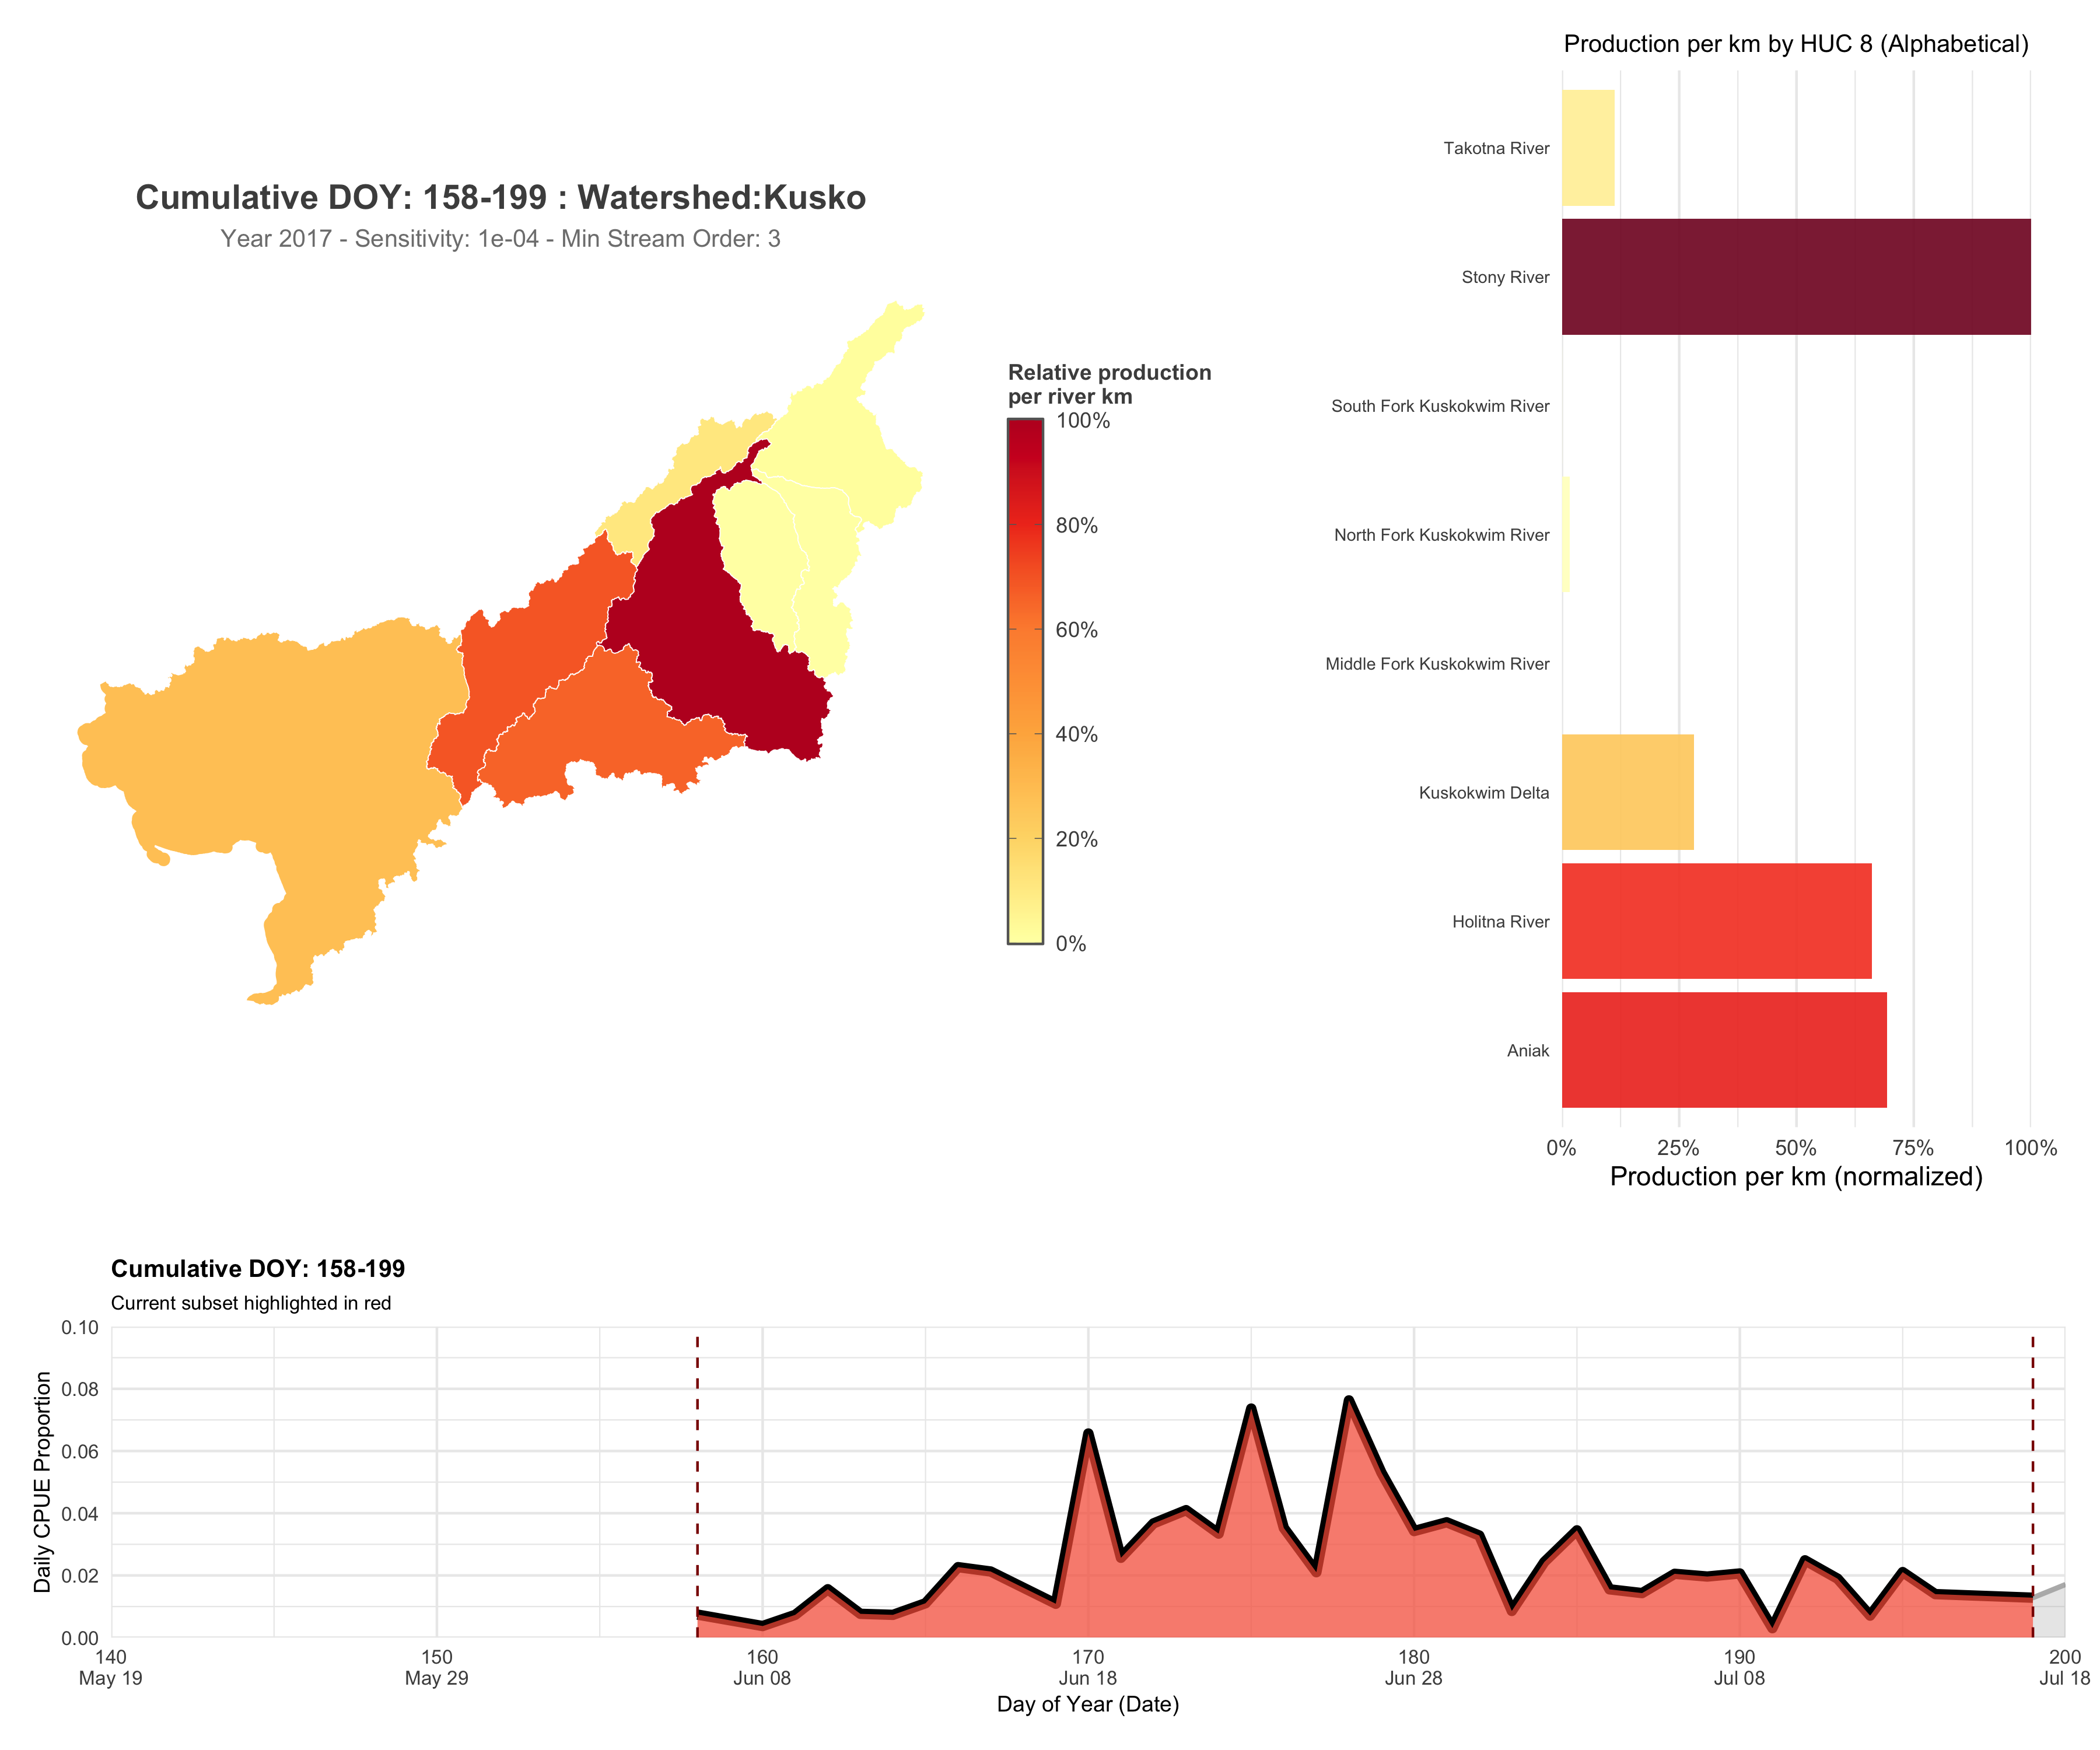 Production per km by HUC 8 (Alphabetical)
Takotna River
Stony River
South Fork Kuskokwim River
North Fork Kuskokwim River
Middle Fork Kuskokwim River
Kuskokwim Delta
Holitna River
Aniak
0% 25% 50% 75% 100%
Production per km (normalized)
Cumulative DOY: 158-199 : Watershed:Kusko
Year 2017 - Sensitivity: 1e-04 - Min Stream Order: 3
Relative production
per river km
100%
80%
60%
40%
20%
0%
Cumulative DOY: 158-199
Current subset highlighted in red
Daily CPUE Proportion
0.10
0.08
0.06
0.04
0.02
0.00
140 150 160 170 180 190 200
May 19 May 29 Jun 08 Jun 18 Jun 28 Jul 08 Jul 18
Day of Year (Date)